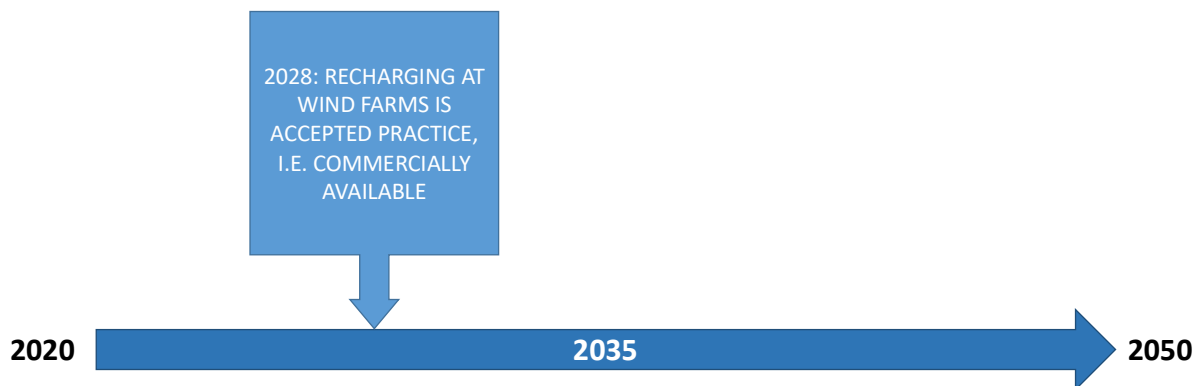 2028: RECHARGING AT
WIND FARMS IS
ACCEPTED PRACTICE,
I.E. COMMERCIALLY
AVAILABLE
2020
2035
2050